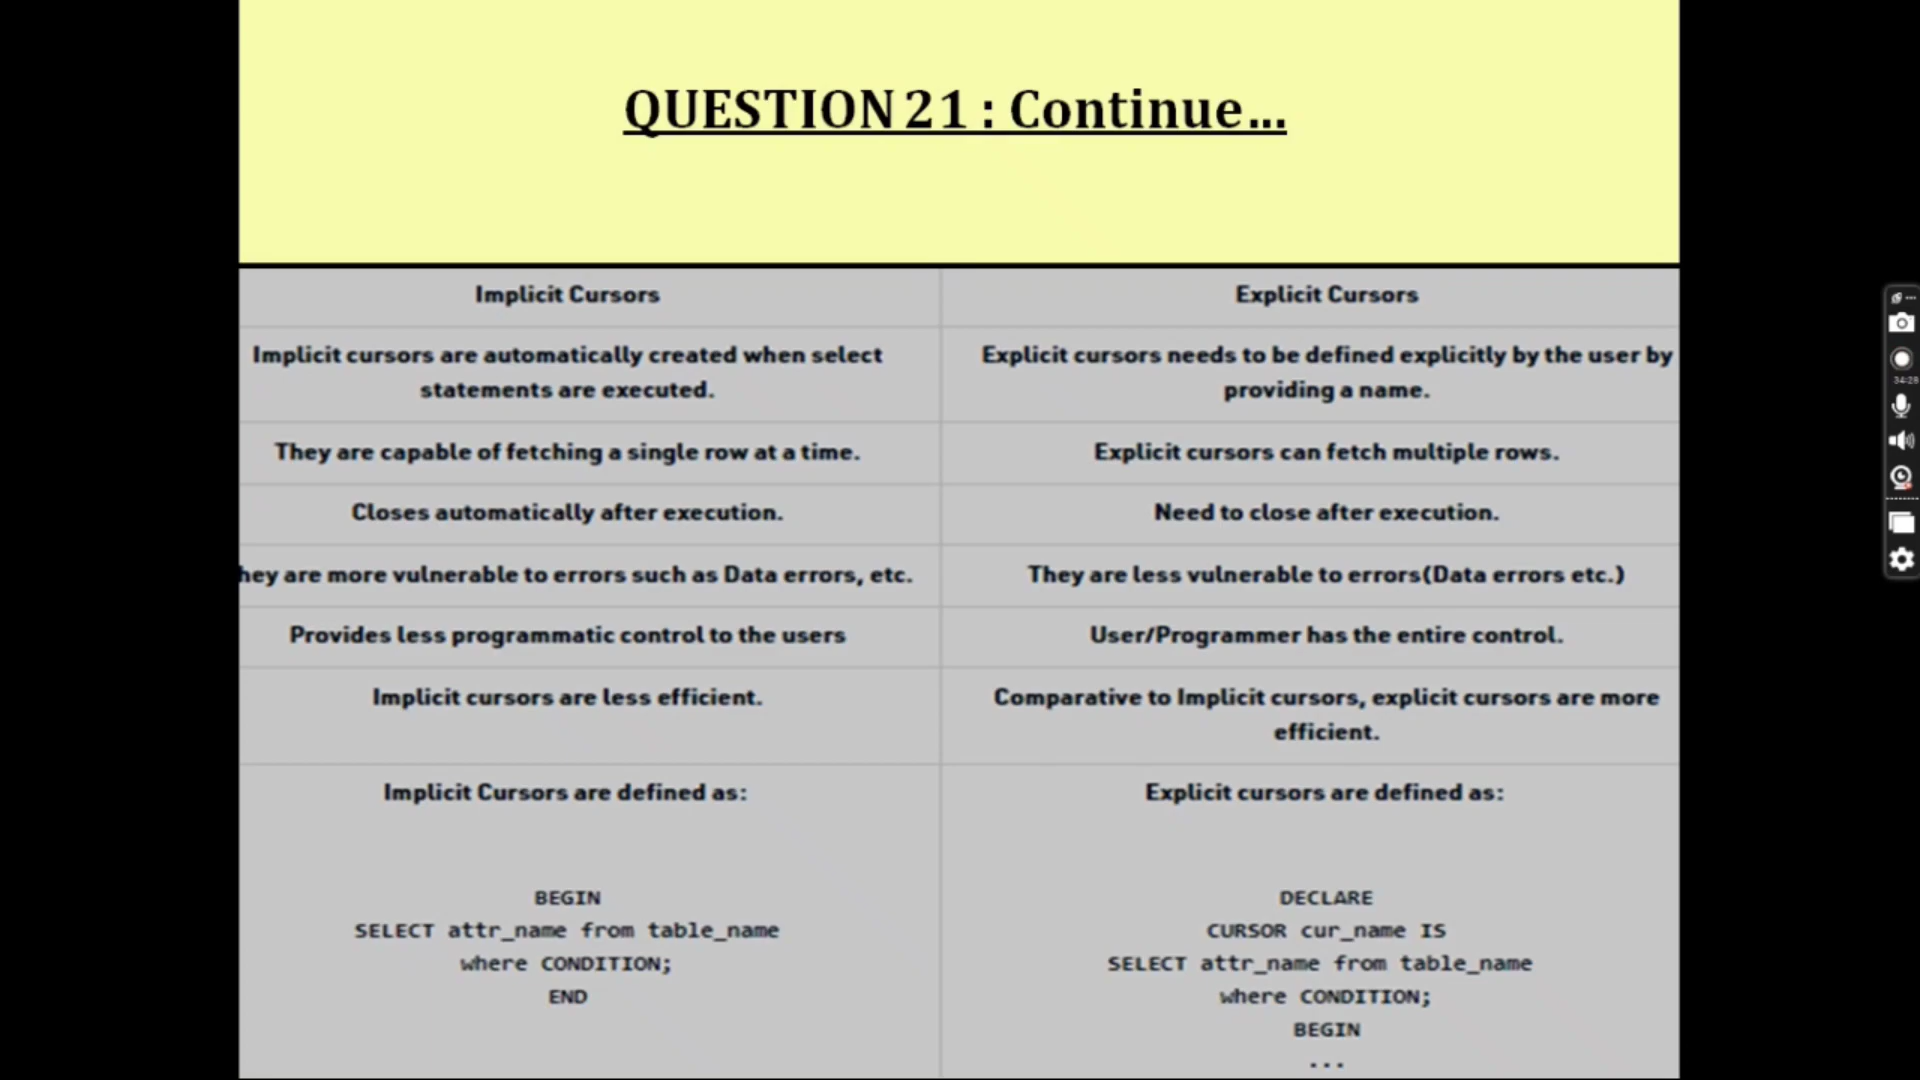 QUESTION 21 : Continue...
Implicit Cursors
Explicit Cursors
Implicit cursors are automatically created when select
statements are executed.
Explicit cursors needs to be defined explicitly by the user by
providing a name.
They are capable of fetching a single row at a time.
Explicit cursors can fetch multiple rows.
Closes automatically after execution.
Need to close after execution.
hey are more vulnerable to errors such as Data errors, etc.
They are less vulnerable to errors(Data errors etc.)
Provides less programmatic control to the users
User/Programmer has the entire control.
Implicit cursors are less efficient.
Comparative to Implicit cursors, explicit cursors are more
efficient.
Implicit Cursors are defined as:
BEGIN
SELECT attr_name from table_name
where CONDITION;
END
Explicit cursors are defined as:
DECLARE
CURSOR cur_name IS
SELECT attr_name from table_name
where CONDITION;
BEGIN
...
34:28